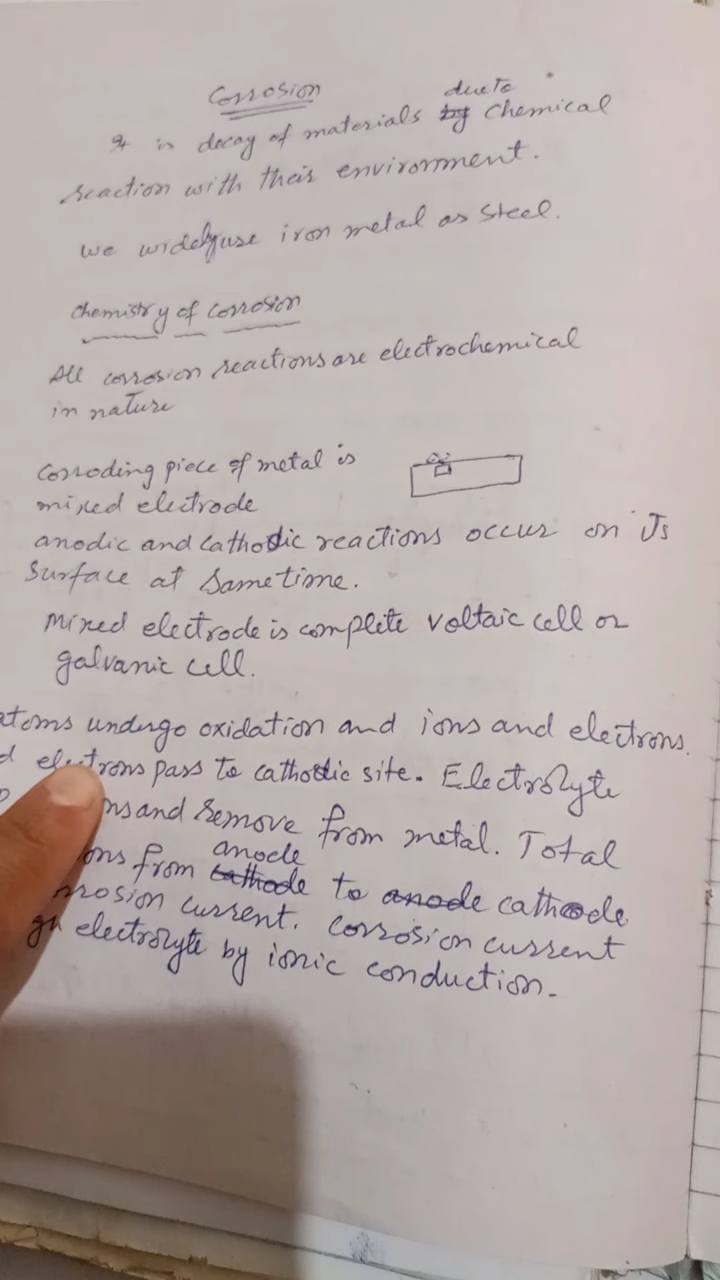 Corrosion
It is decay of materials due to chemical
reaction with their environment.
we widely use iron metal as steel.
chemistry of corrosion
All corrosion reactions are electrochemical
in nature
Corroding piece of metal is
mixed electrode
anodic and cathodic reactions occur on its
surface at same time.
mixed electrode is complete voltaic cell or
galvanic cell.
atoms undergo oxidation and ions and electrons.
electrons pass to cathodic site. Electrolyte
and remove from metal. Total
from anode to cathode
current. Corrosion current
electrolyte by ionic conduction.